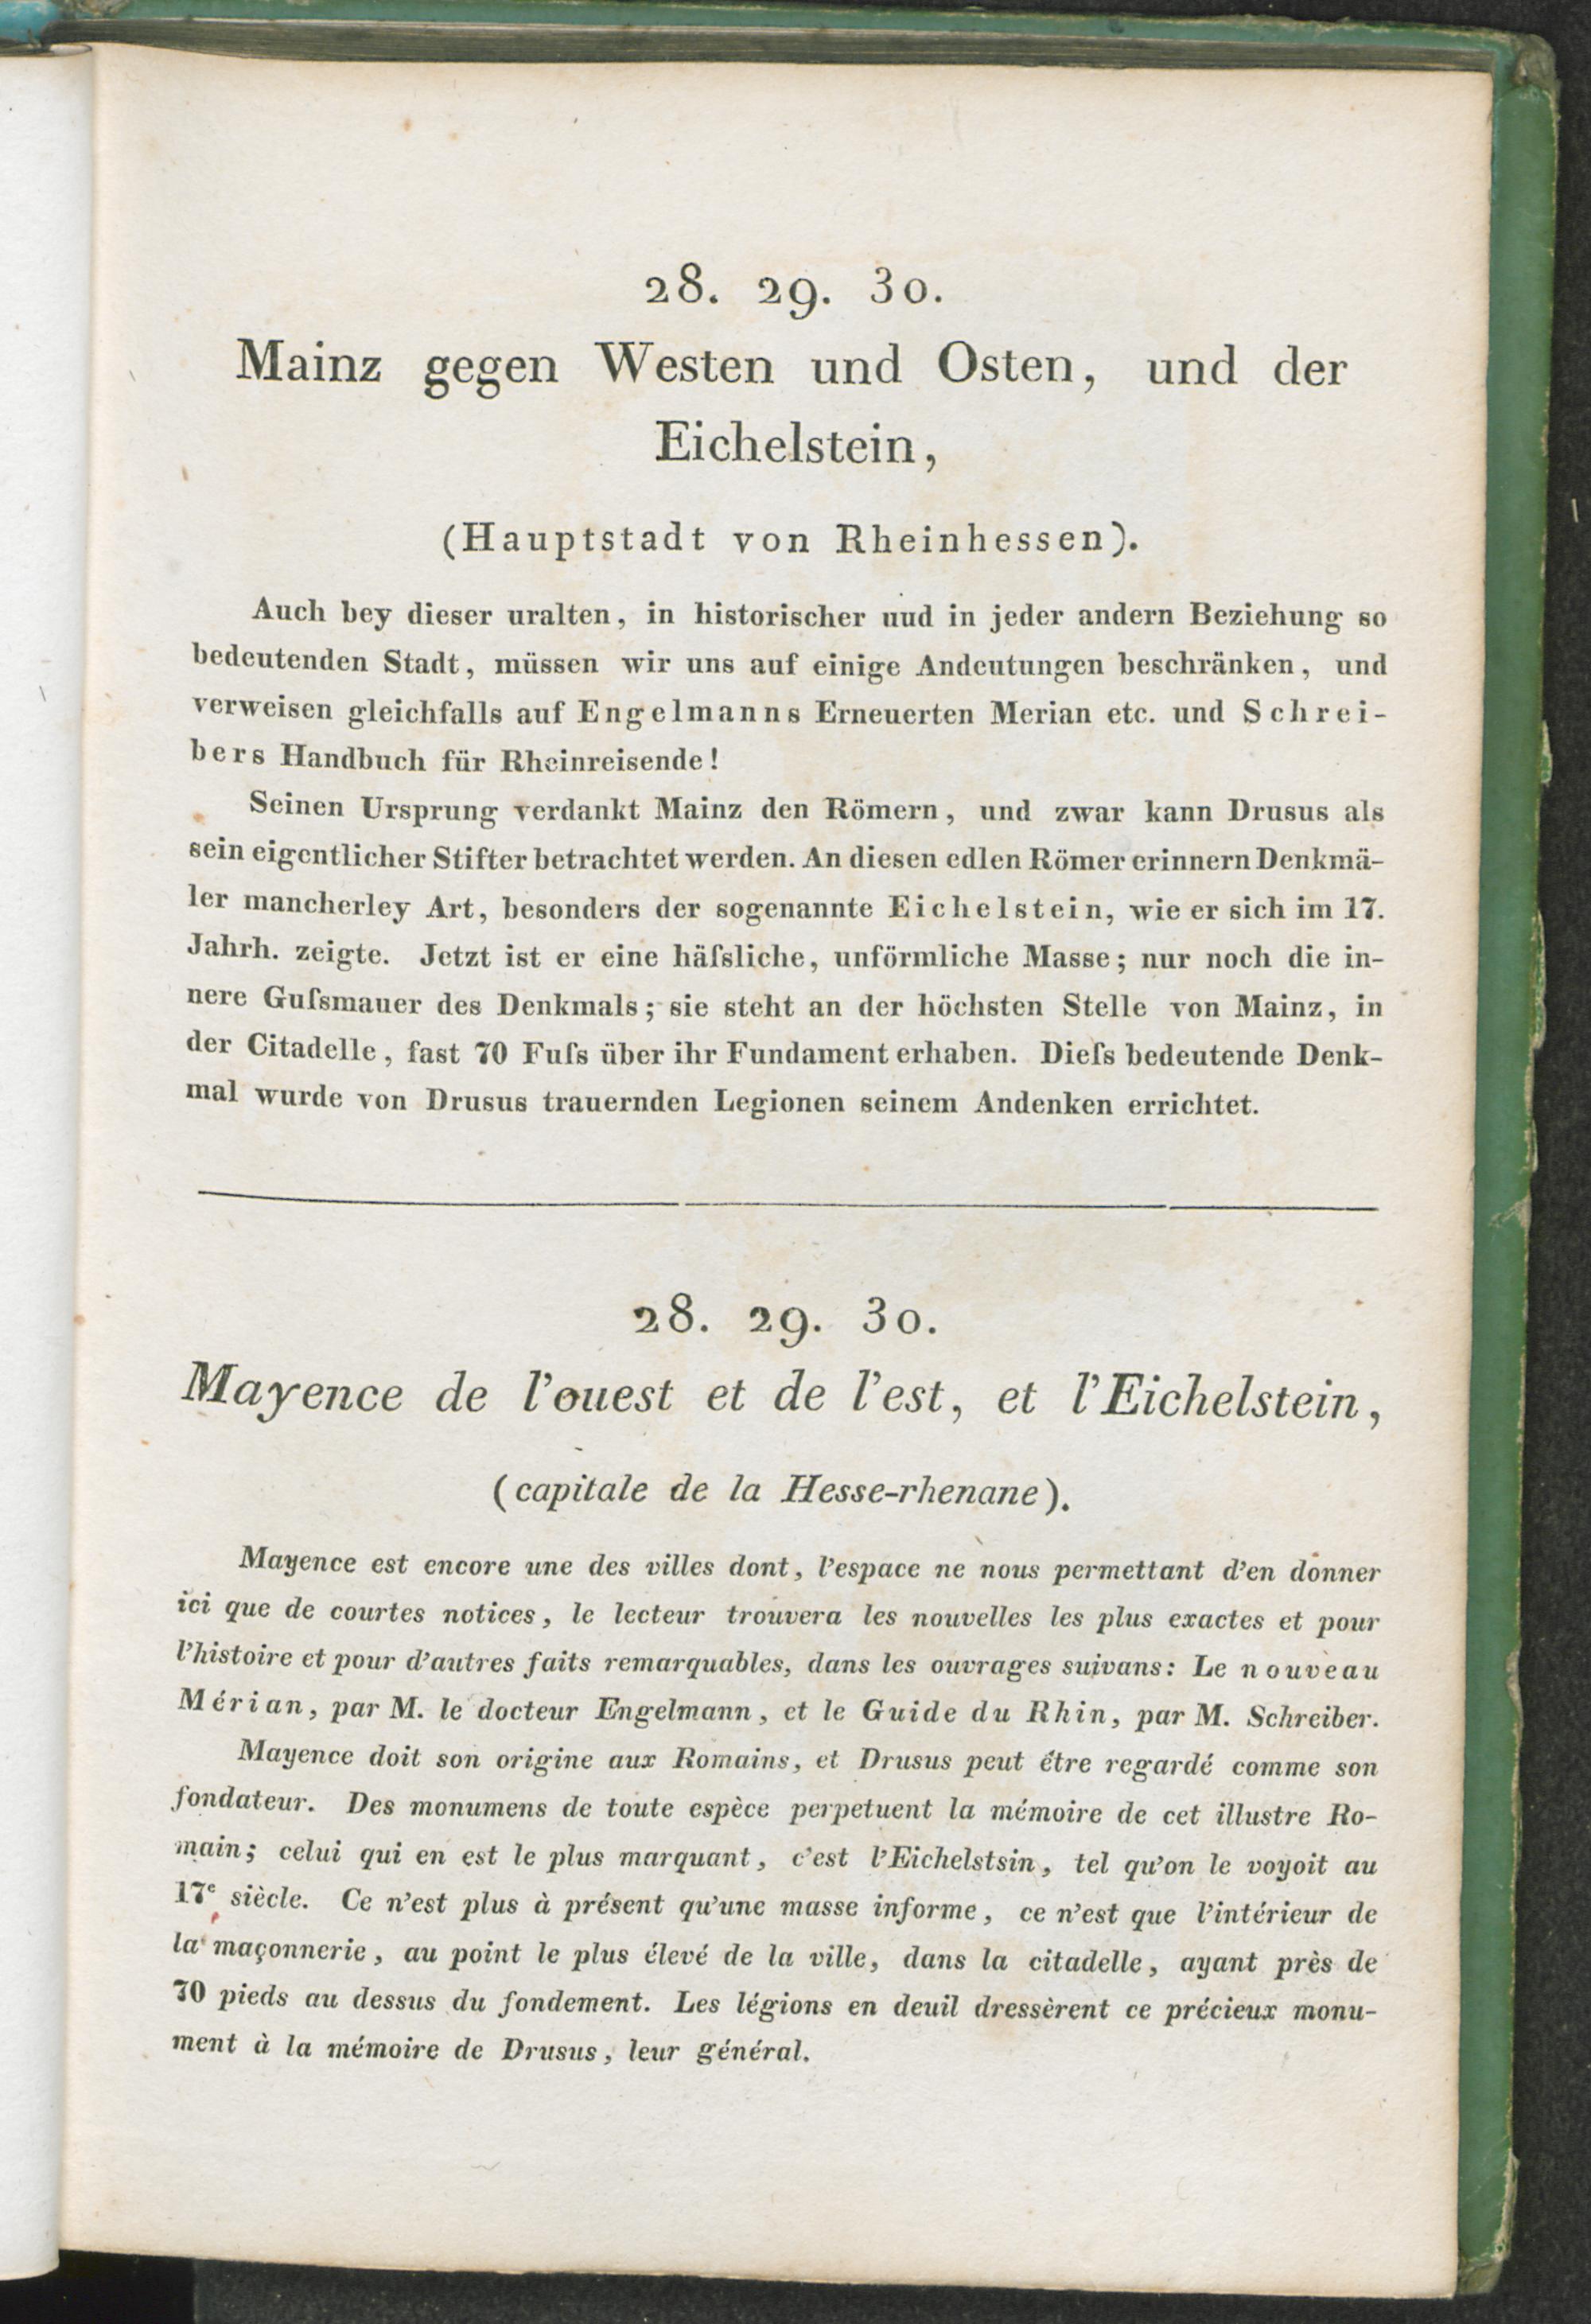 28. 29. 30.
Mainz gegen Westen und Osten, und der
Eichelstein,
(Hauptstadt von Rheinhessen).
Auch bey dieser uralten, in historischer uud in jeder andern Beziehung so
bedeutenden Stadt, müssen wir uns auf einige Andeutungen beschränken, und
verweisen gleichfalls auf Engelmanns Erneuerten Merian etc. und Schrei-
bers Handbuch für Rheinreisende!
Seinen Ursprung verdankt Mainz den Römern, und zwar kann Drusus als
sein eigentlicher Stifter betrachtet werden. An diesen edlen Römer erinnern Denkmä-
ler mancherley Art, besonders der sogenannte Eichelstein, wie er sich im 17.
Jahrh. zeigte. Jetzt ist er eine häſsliche, unförmliche Masse; nur noch die in-
nere Guſsmauer des Denkmals; sie steht an der höchsten Stelle von Mainz, in
der Citadelle, fast 70 Fuſs über ihr Fundament erhaben. Dieſs bedeutende Denk-
mal wurde von Drusus trauernden Legionen seinem Andenken errichtet.
28. 29. 30.
Mayence de l'ouest et de l'est, et l'Eichelstein,
(capitale de la Hesse-rhenane).
Mayence est encore une des villes dont, l'espace ne nous permettant d'en donner
ici que de courtes notices, le lecteur trouvera les nouvelles les plus exactes et pour
l'histoire et pour d'autres faits remarquables, dans les ouvrages suivans: Le nouveau
Mérian, par M. le docteur Engelmann, et le Guide du Rhin, par M. Schreiber.
Mayence doit son origine aux Romains, et Drusus peut étre regardé comme son
fondateur. Des monumens de toute espèce perpetuent la mémoire de cet illustre Ro-
main; celui qui en est le plus marquant, c'est l'Eichelstsin, tel qu'on le voyoit au
17e siècle. Ce n'est plus à présent qu'une masse informe, ce n'est que l'intérieur de
la maçonnerie, au point le plus élevé de la ville, dans la citadelle, ayant près de
70 pieds au dessus du fondement. Les légions en deuil dressèrent ce précieux monu-
ment à la mémoire de Drusus, leur général.